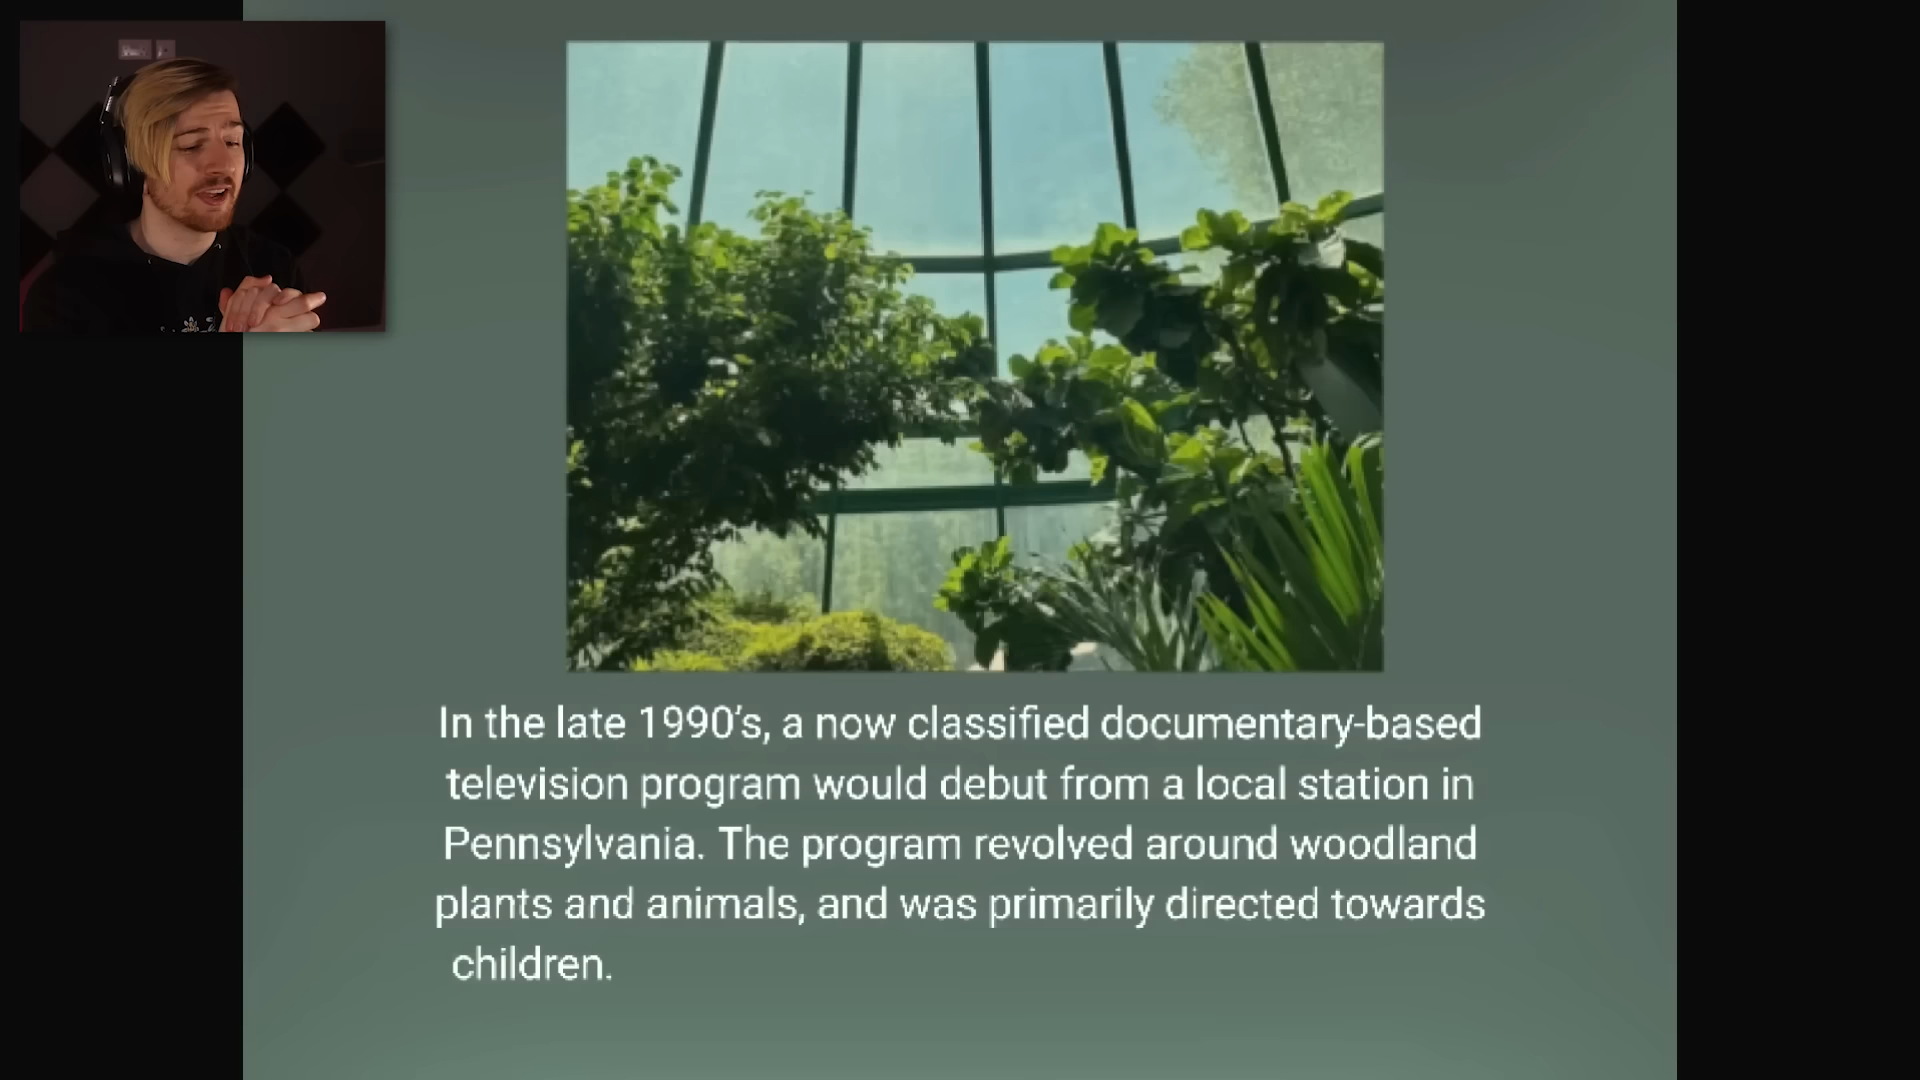 In the late 1990's, a now classified documentary-based
television program would debut from a local station in
Pennsylvania. The program revolved around woodland
plants and animals, and was primarily directed towards
children.